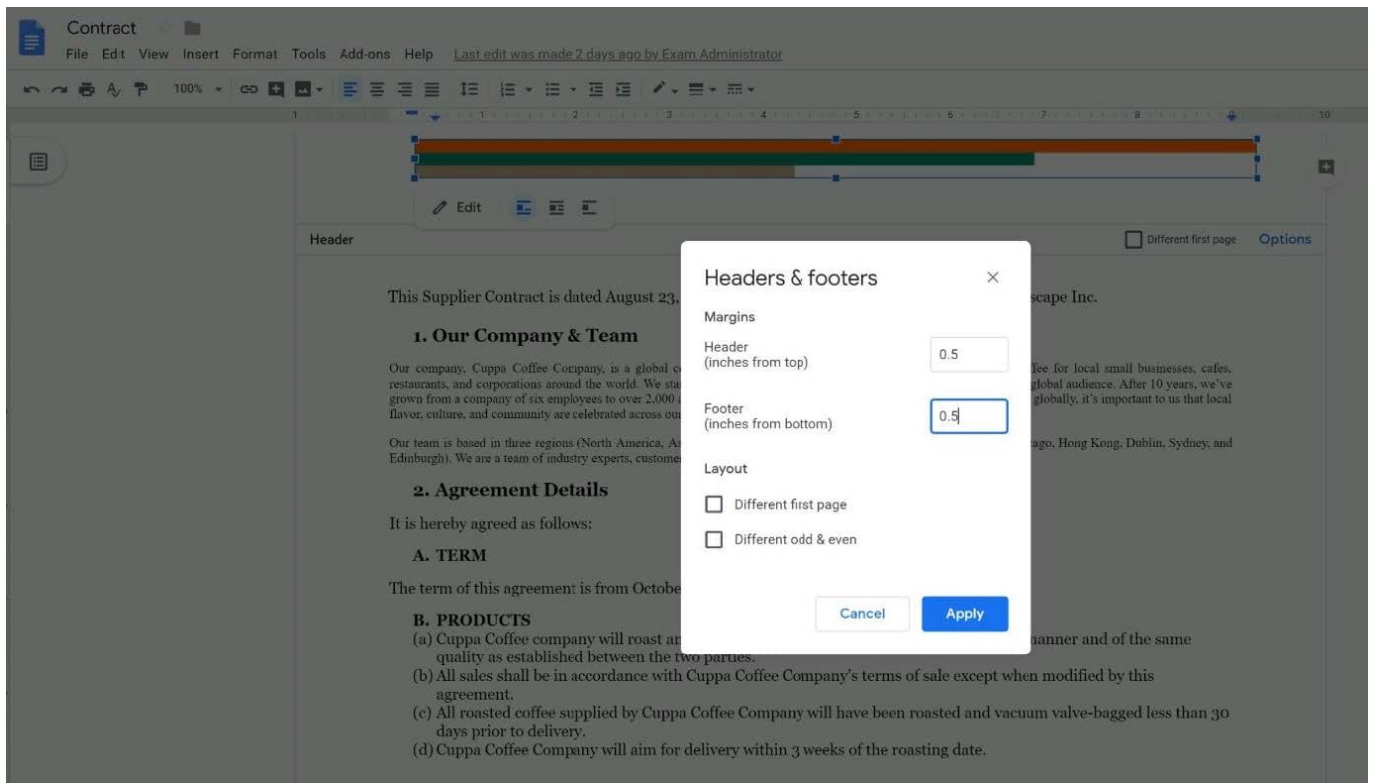 Contract
File Edit View Insert Format Tools Add-ons Help Last edit was made 2 days ago by Exam Administrator
100%
1 1 2 3 4 5 6 7 8 10
Edit
Header Different first page Options
Headers & footers
Margins
Header
(inches from top) 0.5
Footer
(inches from bottom) 0.5
Layout
Different first page
Different odd & even
Cancel Apply
This Supplier Contract is dated August 23, scape Inc.
1. Our Company & Team
Our company, Cuppa Coffee Company, is a global fee for local small businesses, cafes,
restaurants, and corporations around the world. We global audience. After 10 years, we've
grown from a company of six employees to over 2,000 globally, it's important to us that local
flavor, culture, and community are celebrated across
Our team is based in three regions (North America, ago, Hong Kong, Dublin, Sydney, and
Edinburgh). We are a team of industry experts,
2. Agreement Details
It is hereby agreed as follows:
A. TERM
The term of this agreement is from Octobe
B. PRODUCTS
(a) Cuppa Coffee company will roast manner and of the same
quality as established between the two parties.
(b) All sales shall be in accordance with Cuppa Coffee Company's terms of sale except when modified by this
agreement.
(c) All roasted coffee supplied by Cuppa Coffee Company will have been roasted and vacuum valve-bagged less than 30
days prior to delivery.
(d) Cuppa Coffee Company will aim for delivery within 3 weeks of the roasting date.